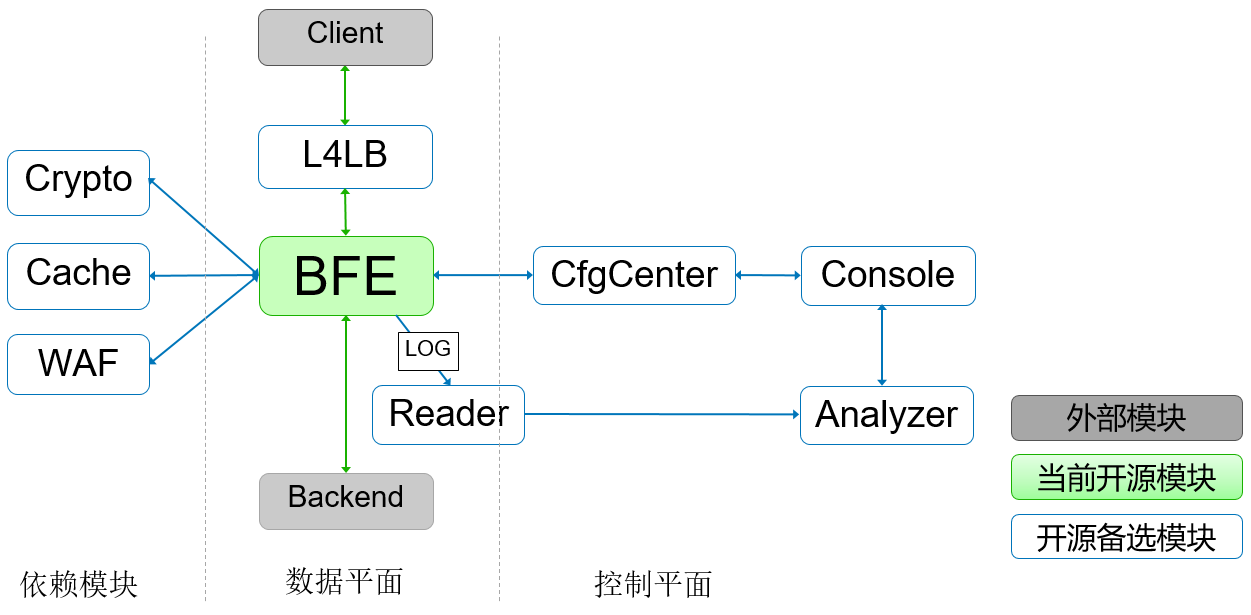 Client
L4LB
Crypto
Cache
WAF
BFE
CfgCenter
Console
LOG
Reader
Analyzer
Backend
外部模块
当前开源模块
开源备选模块
依赖模块
数据平面
控制平面